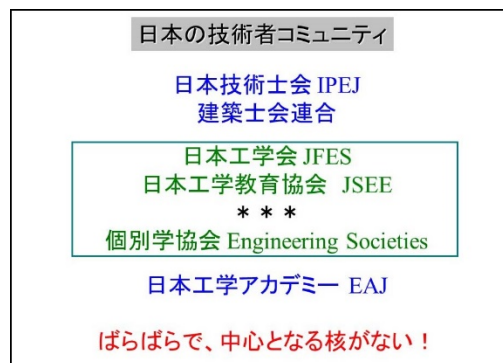 日本の技術者コミュニティ
日本技術士会 IPEJ
建築士会連合
日本工学会 JFES
日本工学教育協会 JSEE
* * *
個別学協会 Engineering Societies
日本工学アカデミー EAJ
ばらばらで、中心となる核がない！